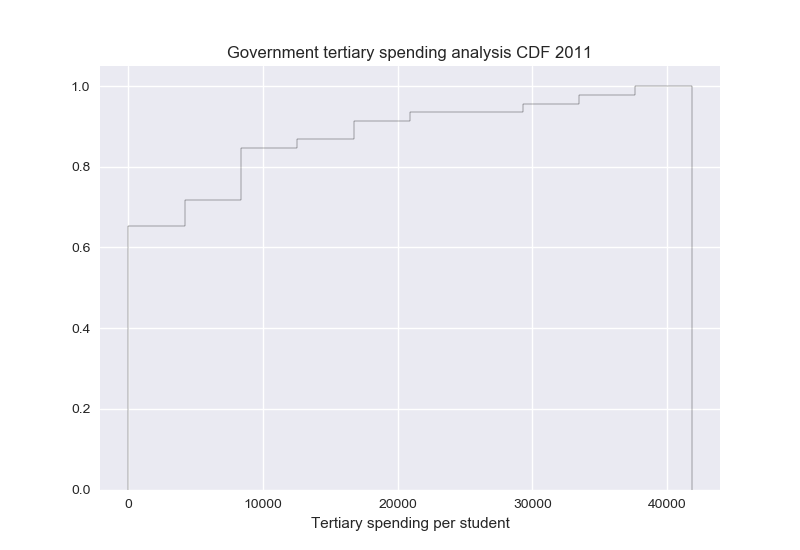 Government tertiary spending analysis CDF 2011
1.0
0.8
0.6
0.4
0.2
0.0
0 10000 20000 30000 40000
Tertiary spending per student